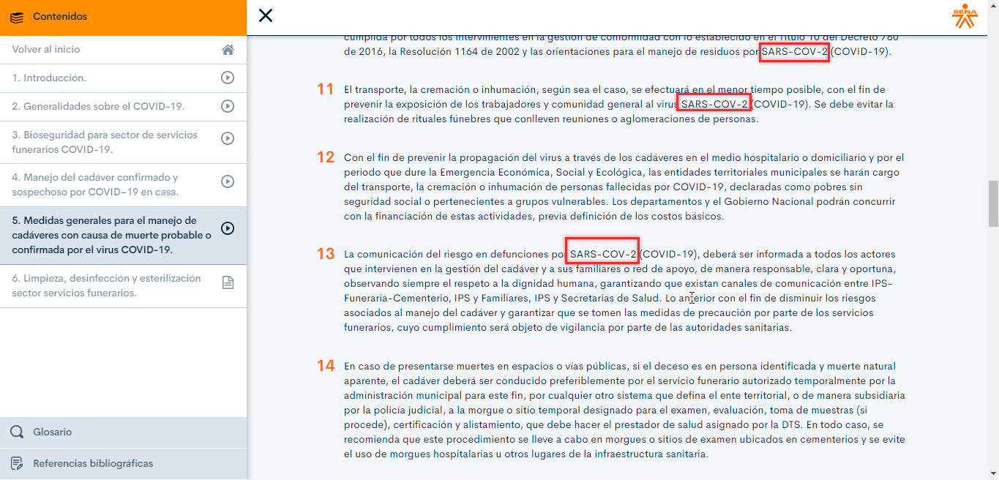 Contenidos
Volver al inicio
1. Introducción.
2. Generalidades sobre el COVID-19.
3. Bioseguridad para sector de servicios
funerarios COVID-19.
4. Manejo del cadáver confirmado y
sospechoso por COVID–19 en casa.
5. Medidas generales para el manejo de
cadáveres con causa de muerte probable o
confirmada por el virus COVID-19.
6. Limpieza, desinfección y esterilización
sector servicios funerarios.
Glosario
Referencias bibliográficas
SENA
cumplida por todos los intervinientes en la gestión de conformidad con lo establecido en el Título 10 del Decreto 780
de 2016, la Resolución 1164 de 2002 y las orientaciones para el manejo de residuos por SARS-COV-2 (COVID-19).
11 El transporte, la cremación o inhumación, según sea el caso, se efectuará en el menor tiempo posible, con el fin de
prevenir la exposición de los trabajadores y comunidad general al virus SARS-COV-2 (COVID-19). Se debe evitar la
realización de rituales fúnebres que conlleven reuniones o aglomeraciones de personas.
12 Con el fin de prevenir la propagación del virus a través de los cadáveres en el medio hospitalario o domiciliario y por el
periodo que dure la Emergencia Económica, Social y Ecológica, las entidades territoriales municipales se harán cargo
del transporte, la cremación o inhumación de personas fallecidas por COVID-19, declaradas como pobres sin
seguridad social o pertenecientes a grupos vulnerables. Los departamentos y el Gobierno Nacional podrán concurrir
con la financiación de estas actividades, previa definición de los costos básicos.
13 La comunicación del riesgo en defunciones por SARS-COV-2 (COVID-19), deberá ser informada a todos los actores
que intervienen en la gestión del cadáver y a sus familiares o red de apoyo, de manera responsable, clara y oportuna,
observando siempre el respeto a la dignidad humana, garantizando que existan canales de comunicación entre IPS-
Funeraria-Cementerio, IPS y Familiares, IPS y Secretarias de Salud. Lo anterior con el fin de disminuir los riesgos
asociados al manejo del cadáver y garantizar que se tomen las medidas de precaución por parte de los servicios
funerarios, cuyo cumplimiento será objeto de vigilancia por parte de las autoridades sanitarias.
14 En caso de presentarse muertes en espacios o vías públicas, si el deceso es en persona identificada y muerte natural
aparente, el cadáver deberá ser conducido preferiblemente por el servicio funerario autorizado temporalmente por la
administración municipal para este fin, por cualquier otro sistema que defina el ente territorial, o de manera subsidiaria
por la policía judicial, a la morgue o sitio temporal designado para el examen, evaluación, toma de muestras (si
procede), certificación y alistamiento, que debe hacer el prestador de salud asignado por la DTS. En todo caso, se
recomienda que este procedimiento se lleve a cabo en morgues o sitios de examen ubicados en cementerios y se evite
el uso de morgues hospitalarias u otros lugares de la infraestructura sanitaria.